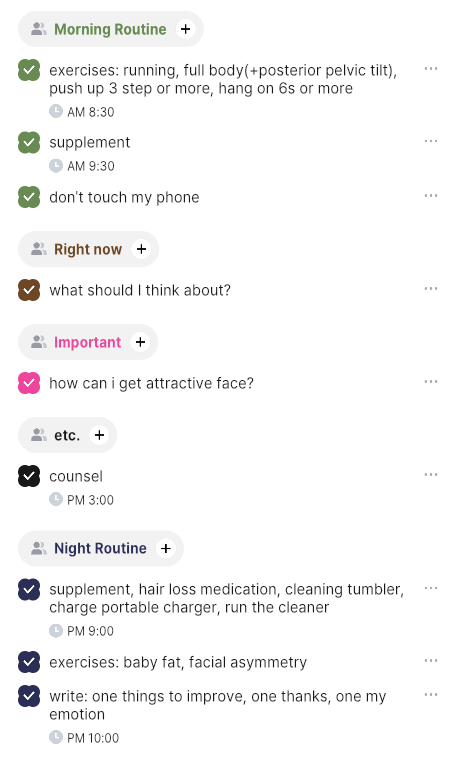 Morning Routine +
exercises: running, full body(+posterior pelvic tilt),
push up 3 step or more, hang on 6s or more
AM 8:30
supplement
AM 9:30
don't touch my phone
Right now +
what should I think about?
Important +
how can i get attractive face?
etc. +
counsel
PM 3:00
Night Routine +
supplement, hair loss medication, cleaning tumbler,
charge portable charger, run the cleaner
PM 9:00
exercises: baby fat, facial asymmetry
write: one things to improve, one thanks, one my
emotion
PM 10:00